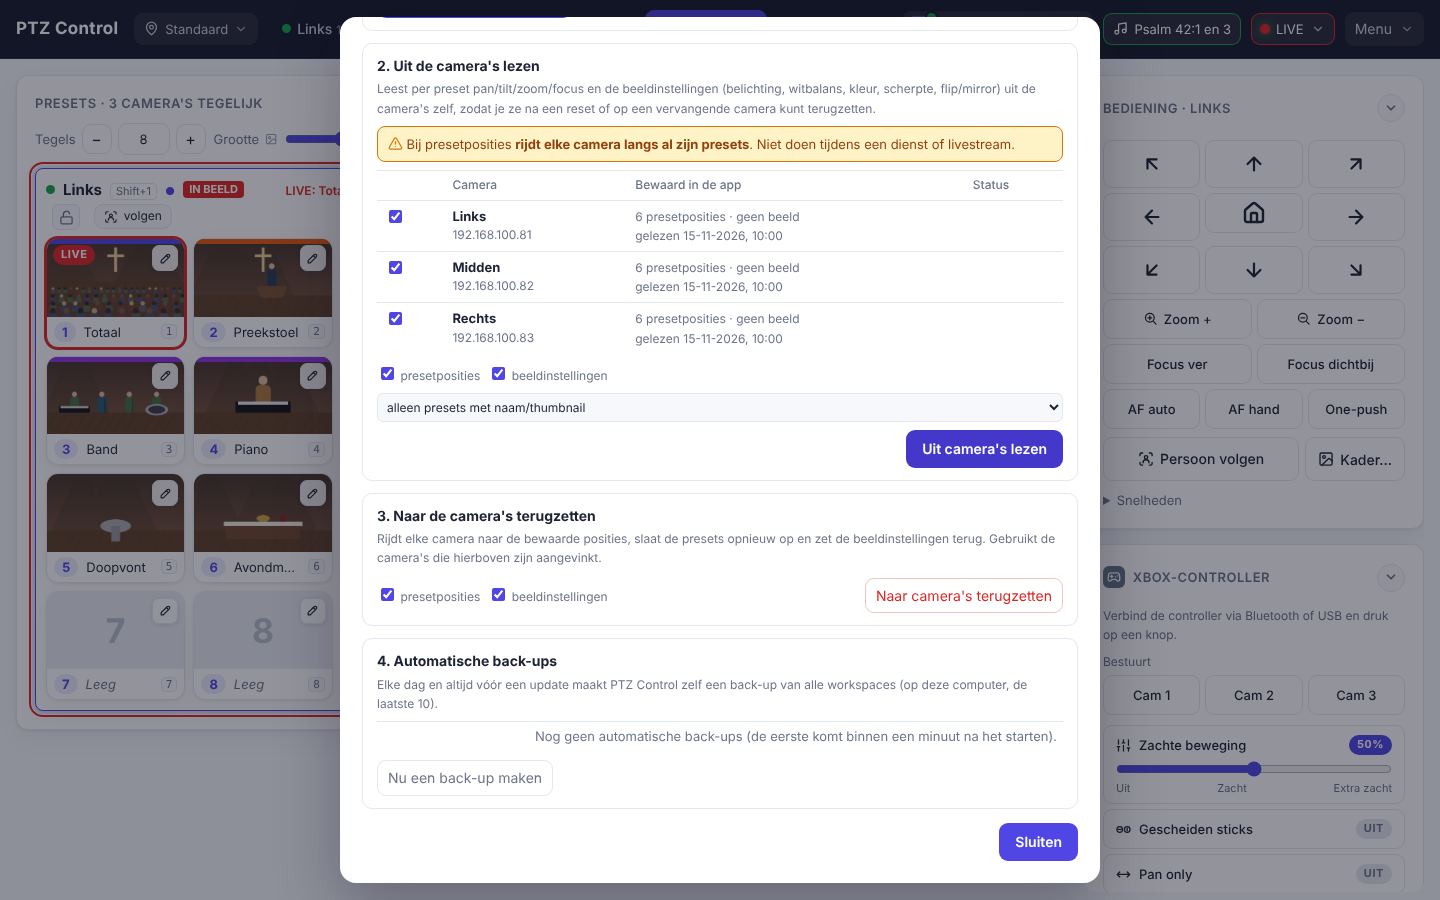 PTZ Control
Standaard
Links
Psalm 42:1 en 3
LIVE
Menu
PRESETS · 3 CAMERA'S TEGELIJK
Tegels
−
8
+
Grootte
Links
Shift+1
IN BEELD
LIVE: Tota
volgen
LIVE
1 Totaal 1
2 Preekstoel 2
3 Band 3
4 Piano 4
5 Doopvont 5
6 Avondm... 6
7
8
7 Leeg 7
8 Leeg 8
2. Uit de camera's lezen
Leest per preset pan/tilt/zoom/focus en de beeldinstellingen (belichting, witbalans, kleur, scherpte, flip/mirror) uit de
camera's zelf, zodat je ze na een reset of op een vervangende camera kunt terugzetten.
Bij presetposities rijdt elke camera langs al zijn presets. Niet doen tijdens een dienst of livestream.
Camera Bewaard in de app Status
Links 6 presetposities · geen beeld
192.168.100.81 gelezen 15-11-2026, 10:00
Midden 6 presetposities · geen beeld
192.168.100.82 gelezen 15-11-2026, 10:00
Rechts 6 presetposities · geen beeld
192.168.100.83 gelezen 15-11-2026, 10:00
presetposities beeldinstellingen
alleen presets met naam/thumbnail
Uit camera's lezen
3. Naar de camera's terugzetten
Rijdt elke camera naar de bewaarde posities, slaat de presets opnieuw op en zet de beeldinstellingen terug. Gebruikt de
camera's die hierboven zijn aangevinkt.
presetposities beeldinstellingen
Naar camera's terugzetten
4. Automatische back-ups
Elke dag en altijd vóór een update maakt PTZ Control zelf een back-up van alle workspaces (op deze computer, de
laatste 10).
Nog geen automatische back-ups (de eerste komt binnen een minuut na het starten).
Nu een back-up maken
Sluiten
BEDIENING · LINKS
Zoom +
Zoom −
Focus ver
Focus dichtbij
AF auto
AF hand
One-push
Persoon volgen
Kader...
Snelheden
XBOX-CONTROLLER
Verbind de controller via Bluetooth of USB en druk
op een knop.
Bestuurt
Cam 1
Cam 2
Cam 3
Zachte beweging 50%
Uit Zacht Extra zacht
Gescheiden sticks UIT
Pan only UIT